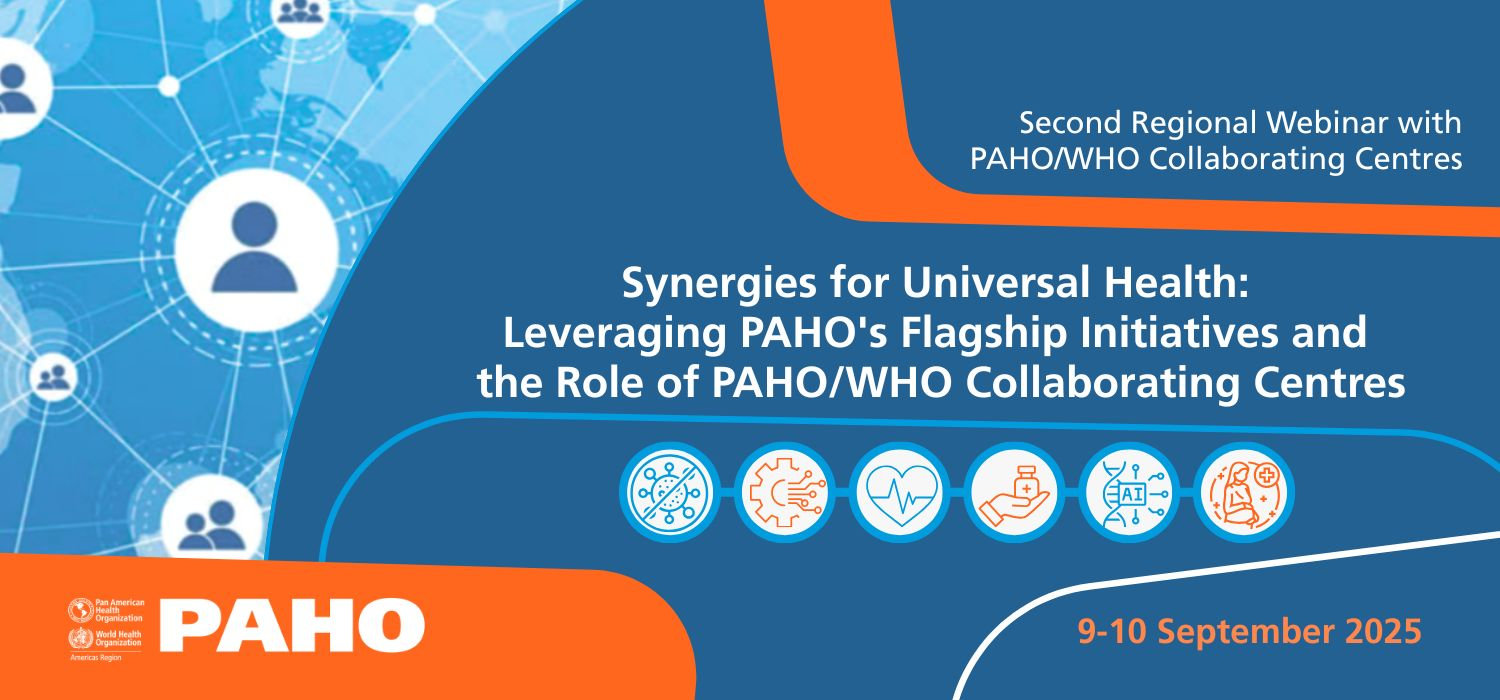 Second Regional Webinar with
PAHO/WHO Collaborating Centres
Synergies for Universal Health:
Leveraging PAHO's Flagship Initiatives and
the Role of PAHO/WHO Collaborating Centres
AI
Pan American
Health
Organization
World Health
Organization
Americas Region
PAHO
9-10 September 2025